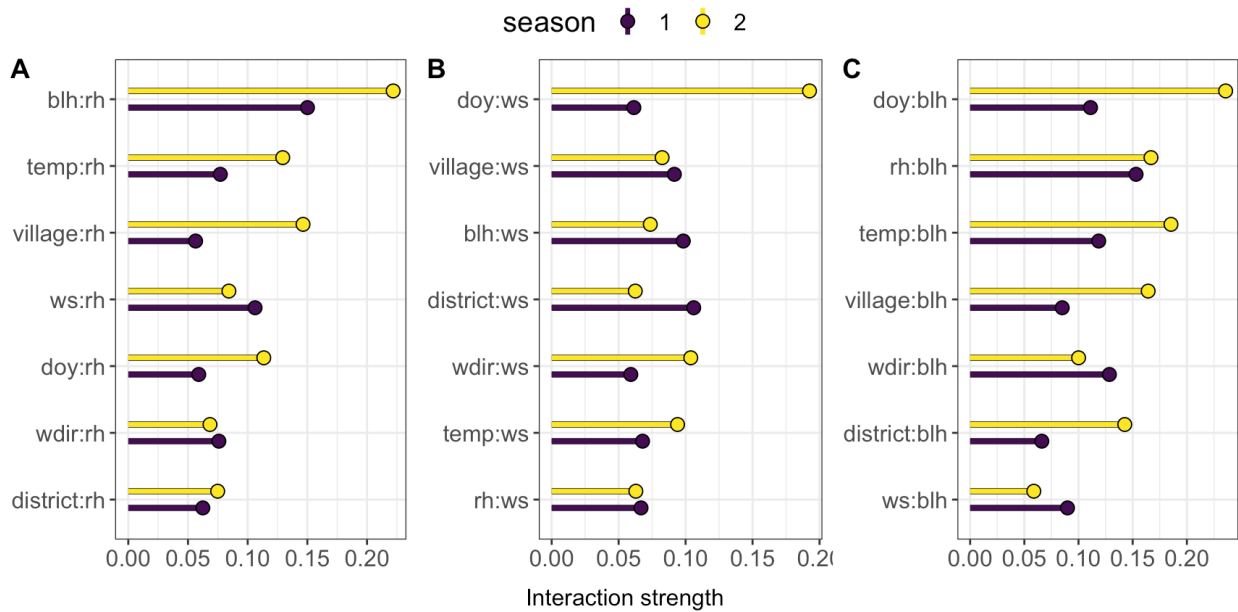 season 1 2
A
blh:rh
temp:rh
village:rh
ws:rh
doy:rh
wdir:rh
district:rh
0.00 0.05 0.10 0.15 0.20
B
doy:ws
village:ws
blh:ws
district:ws
wdir:ws
temp:ws
rh:ws
0.00 0.05 0.10 0.15 0.20
C
doy:blh
rh:blh
temp:blh
village:blh
wdir:blh
district:blh
ws:blh
0.00 0.05 0.10 0.15 0.20
Interaction strength